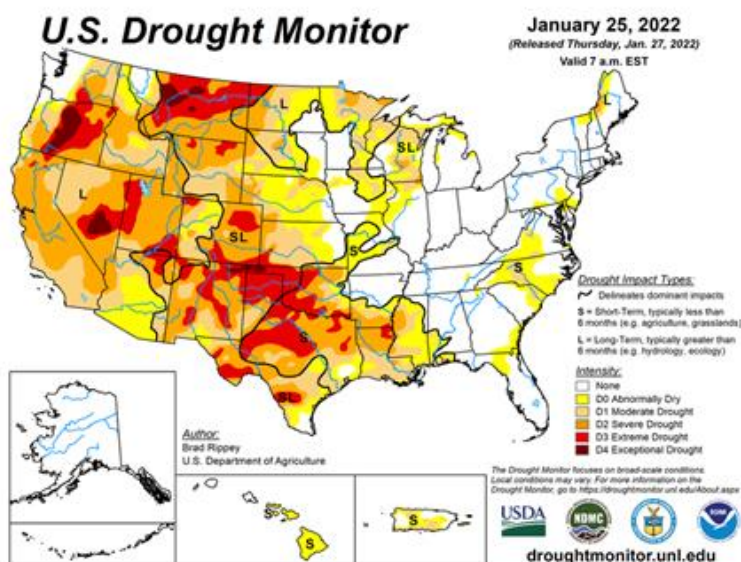 U.S. Drought Monitor
January 25, 2022
(Released Thursday, Jan. 27, 2022)
Valid 7 a.m. EST
L
L
SL
L
SL
S
S
S
SL
Drought Impact Types:
Delineates dominant impacts
S = Short-Term, typically less than
6 months (e.g. agriculture, grasslands)
L = Long-Term, typically greater than
6 months (e.g. hydrology, ecology)
Intensity:
None
D0 Abnormally Dry
D1 Moderate Drought
D2 Severe Drought
D3 Extreme Drought
D4 Exceptional Drought
Author:
Brad Rippey
U.S. Department of Agriculture
S
S
S
The Drought Monitor focuses on broad-scale conditions.
Local conditions may vary. For more information on the
Drought Monitor, go to https://droughtmonitor.unl.edu/About.aspx
USDA
NDMC
droughtmonitor.unl.edu